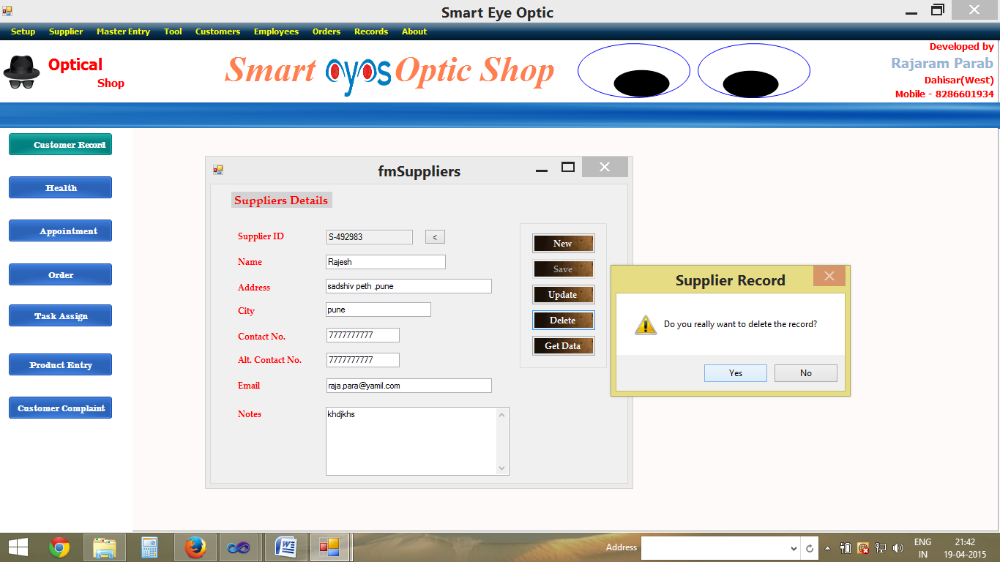 Smart Eye Optic
Setup Supplier Master Entry Tool Customers Employees Orders Records About
Optical
Shop
Smart eyes Optic Shop
Developed by
Rajaram Parab
Dahisar(West)
Mobile - 8286601934
Customer Record
Health
Appointment
Order
Task Assign
Product Entry
Customer Complaint
fmSuppliers
Suppliers Details
Supplier ID S-492983 <
Name Rajesh
Address sadshiv peth ,pune
City pune
Contact No. 7777777777
Alt. Contact No. 7777777777
Email raja.para@yamil.com
Notes khdjkhs
New
Save
Update
Delete
Get Data
Supplier Record
Do you really want to delete the record?
Yes No
Address
ENG
IN
21:42
19-04-2015